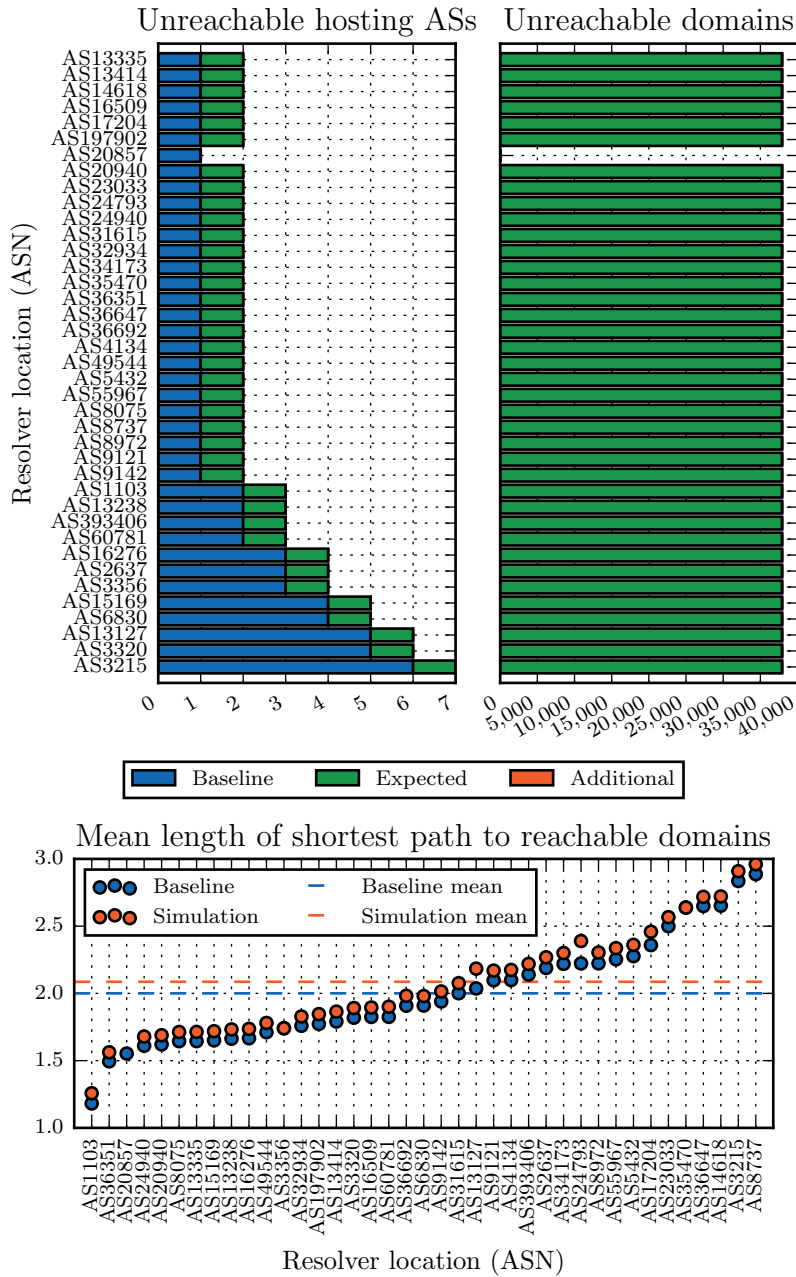 Unreachable hosting ASs
Unreachable domains
Resolver location (ASN)
AS13335
AS13414
AS14618
AS16509
AS17204
AS197902
AS20857
AS20940
AS23033
AS24793
AS24940
AS31615
AS32934
AS34173
AS35470
AS36351
AS36647
AS36692
AS4134
AS49544
AS5432
AS55967
AS8075
AS8737
AS8972
AS9121
AS9142
AS1103
AS13238
AS393406
AS60781
AS16276
AS2637
AS3356
AS15169
AS6830
AS13127
AS3320
AS3215
0 1 2 3 4 5 6 7
0 5,000 10,000 15,000 20,000 25,000 30,000 35,000 40,000
Baseline Expected Additional
Mean length of shortest path to reachable domains
3.0
2.5
2.0
1.5
1.0
Baseline Baseline mean
Simulation Simulation mean
AS1103
AS36351
AS20857
AS24940
AS20940
AS8075
AS13335
AS15169
AS13238
AS16276
AS49544
AS3356
AS32934
AS197902
AS13414
AS3320
AS16509
AS60781
AS36692
AS6830
AS9142
AS31615
AS13127
AS9121
AS4134
AS393406
AS2637
AS34173
AS24793
AS8972
AS55967
AS5432
AS17204
AS23033
AS35470
AS36647
AS14618
AS3215
AS8737
Resolver location (ASN)